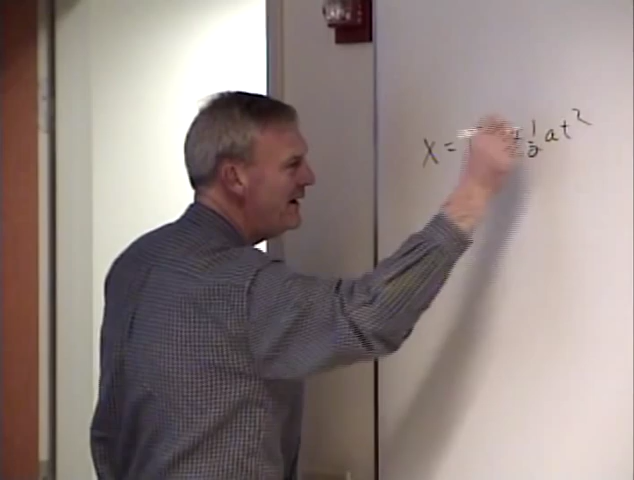 X = + ½at²